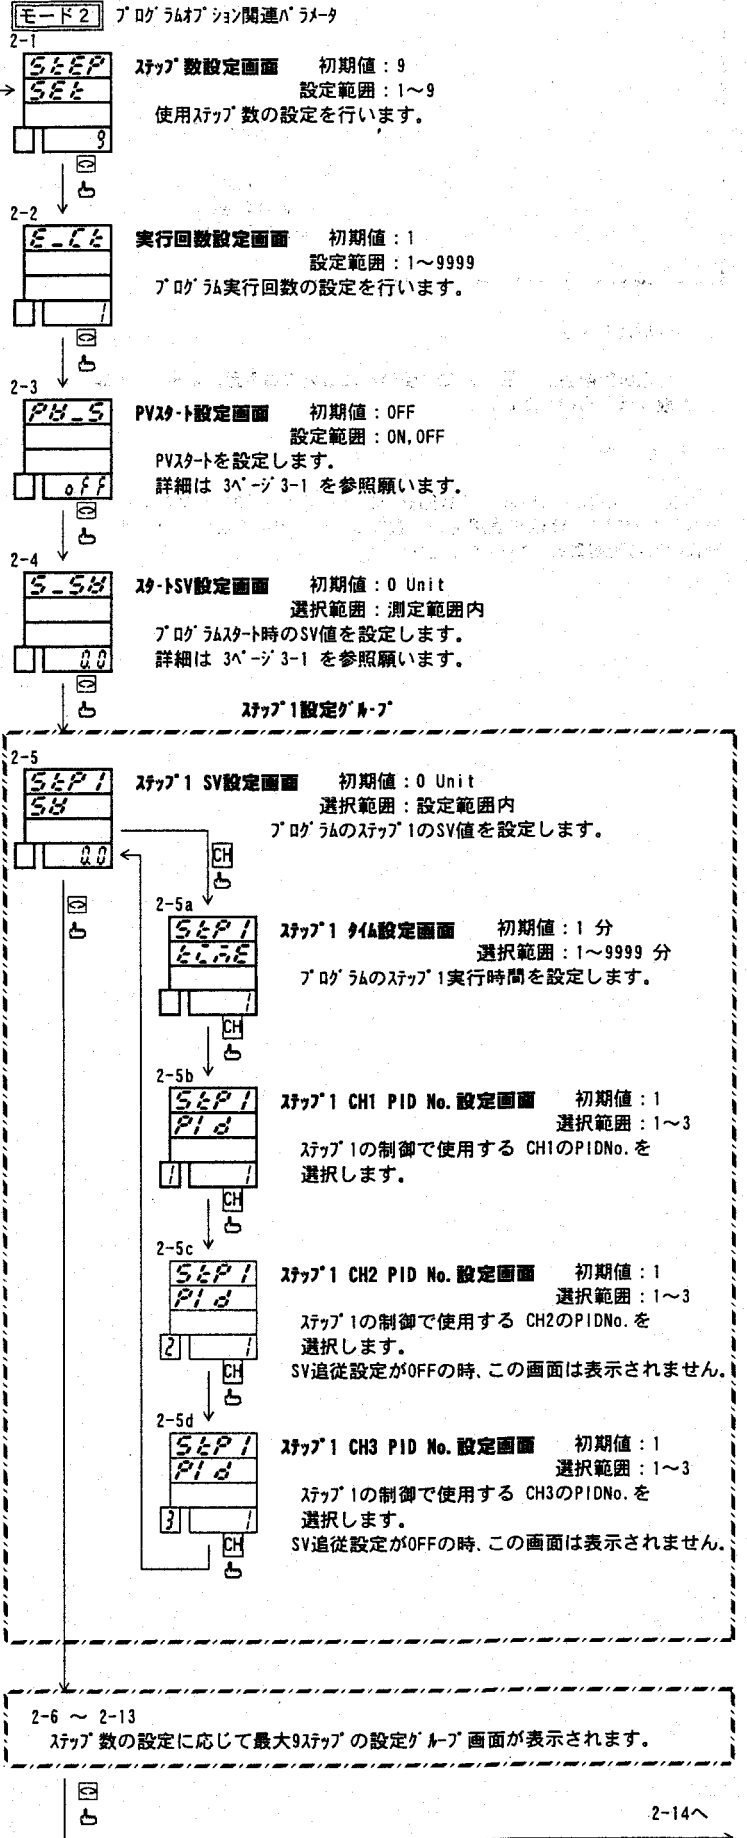 モード2 プログラムオプション関連パラメータ
2-1
StEP
SEt
9
ステップ数設定画面 初期値：9
設定範囲：1～9
使用ステップ数の設定を行います。
2-2
E_Ct
1
実行回数設定画面 初期値：1
設定範囲：1～9999
プログラム実行回数の設定を行います。
2-3
PV_S
oFF
PVスタート設定画面 初期値：OFF
設定範囲：ON,OFF
PVスタートを設定します。
詳細は 3ページ3-1 を参照願います。
2-4
S_SV
0.0
スタートSV設定画面 初期値：0 Unit
選択範囲：測定範囲内
プログラムスタート時のSV値を設定します。
詳細は 3ページ3-1 を参照願います。
ステップ1設定グループ
2-5
StP1
SV
0.0
ステップ1 SV設定画面 初期値：0 Unit
選択範囲：設定範囲内
プログラムのステップ1のSV値を設定します。
CH
2-5a
StP1
timE
1
ステップ1 タイム設定画面 初期値：1 分
選択範囲：1～9999 分
プログラムのステップ1実行時間を設定します。
CH
2-5b
StP1
PId
1 1
ステップ1 CH1 PID No.設定画面 初期値：1
選択範囲：1～3
ステップ1の制御で使用する CH1のPIDNo.を
選択します。
CH
2-5c
StP1
PId
2 1
ステップ1 CH2 PID No.設定画面 初期値：1
選択範囲：1～3
ステップ1の制御で使用する CH2のPIDNo.を
選択します。
SV追従設定がOFFの時、この画面は表示されません。
CH
2-5d
StP1
PId
3 1
ステップ1 CH3 PID No.設定画面 初期値：1
選択範囲：1～3
ステップ1の制御で使用する CH3のPIDNo.を
選択します。
SV追従設定がOFFの時、この画面は表示されません。
CH
2-6 ～ 2-13
ステップ数の設定に応じて最大9ステップの設定グループ画面が表示されます。
2-14へ